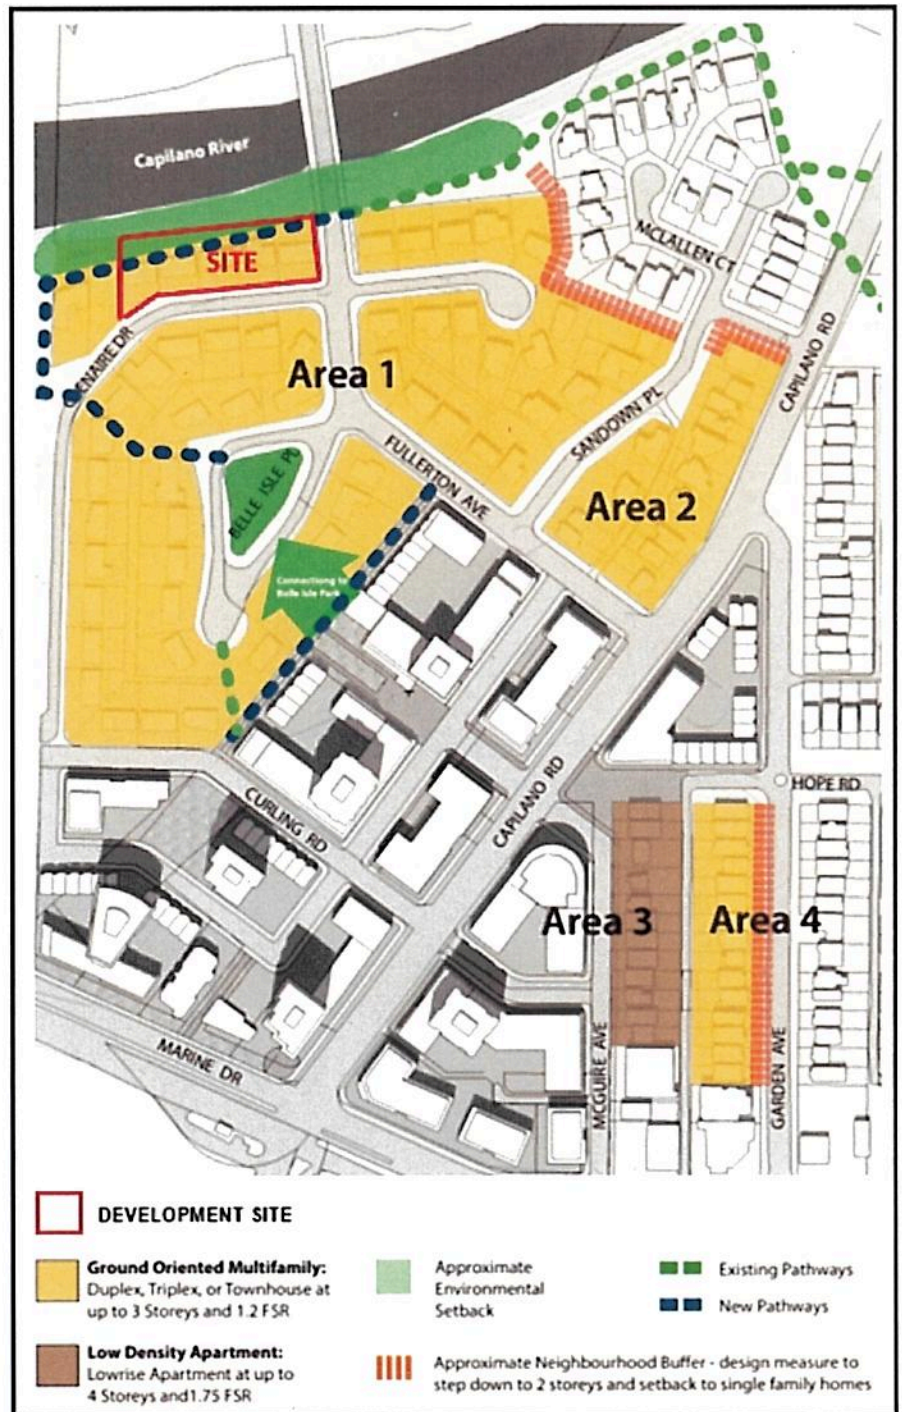 Capilano River
SITE
MCLALLEN CT
CAPILANO RD
ENAIRE DR
Area 1
SANDOWN PL
FULLERTON AVE
BELLE ISLE PL
Area 2
Connections to
Belle Isle Park
HOPE RD
CURLING RD
CAPILANO RD
Area 3
Area 4
MARINE DR
MCGUIRE AVE
GARDEN AVE
DEVELOPMENT SITE
Ground Oriented Multifamily:
Duplex, Triplex, or Townhouse at
up to 3 Storeys and 1.2 FSR
Low Density Apartment:
Lowrise Apartment at up to
4 Storeys and1.75 FSR
Approximate
Environmental
Setback
Existing Pathways
New Pathways
Approximate Neighbourhood Buffer - design measure to
step down to 2 storeys and setback to single family homes